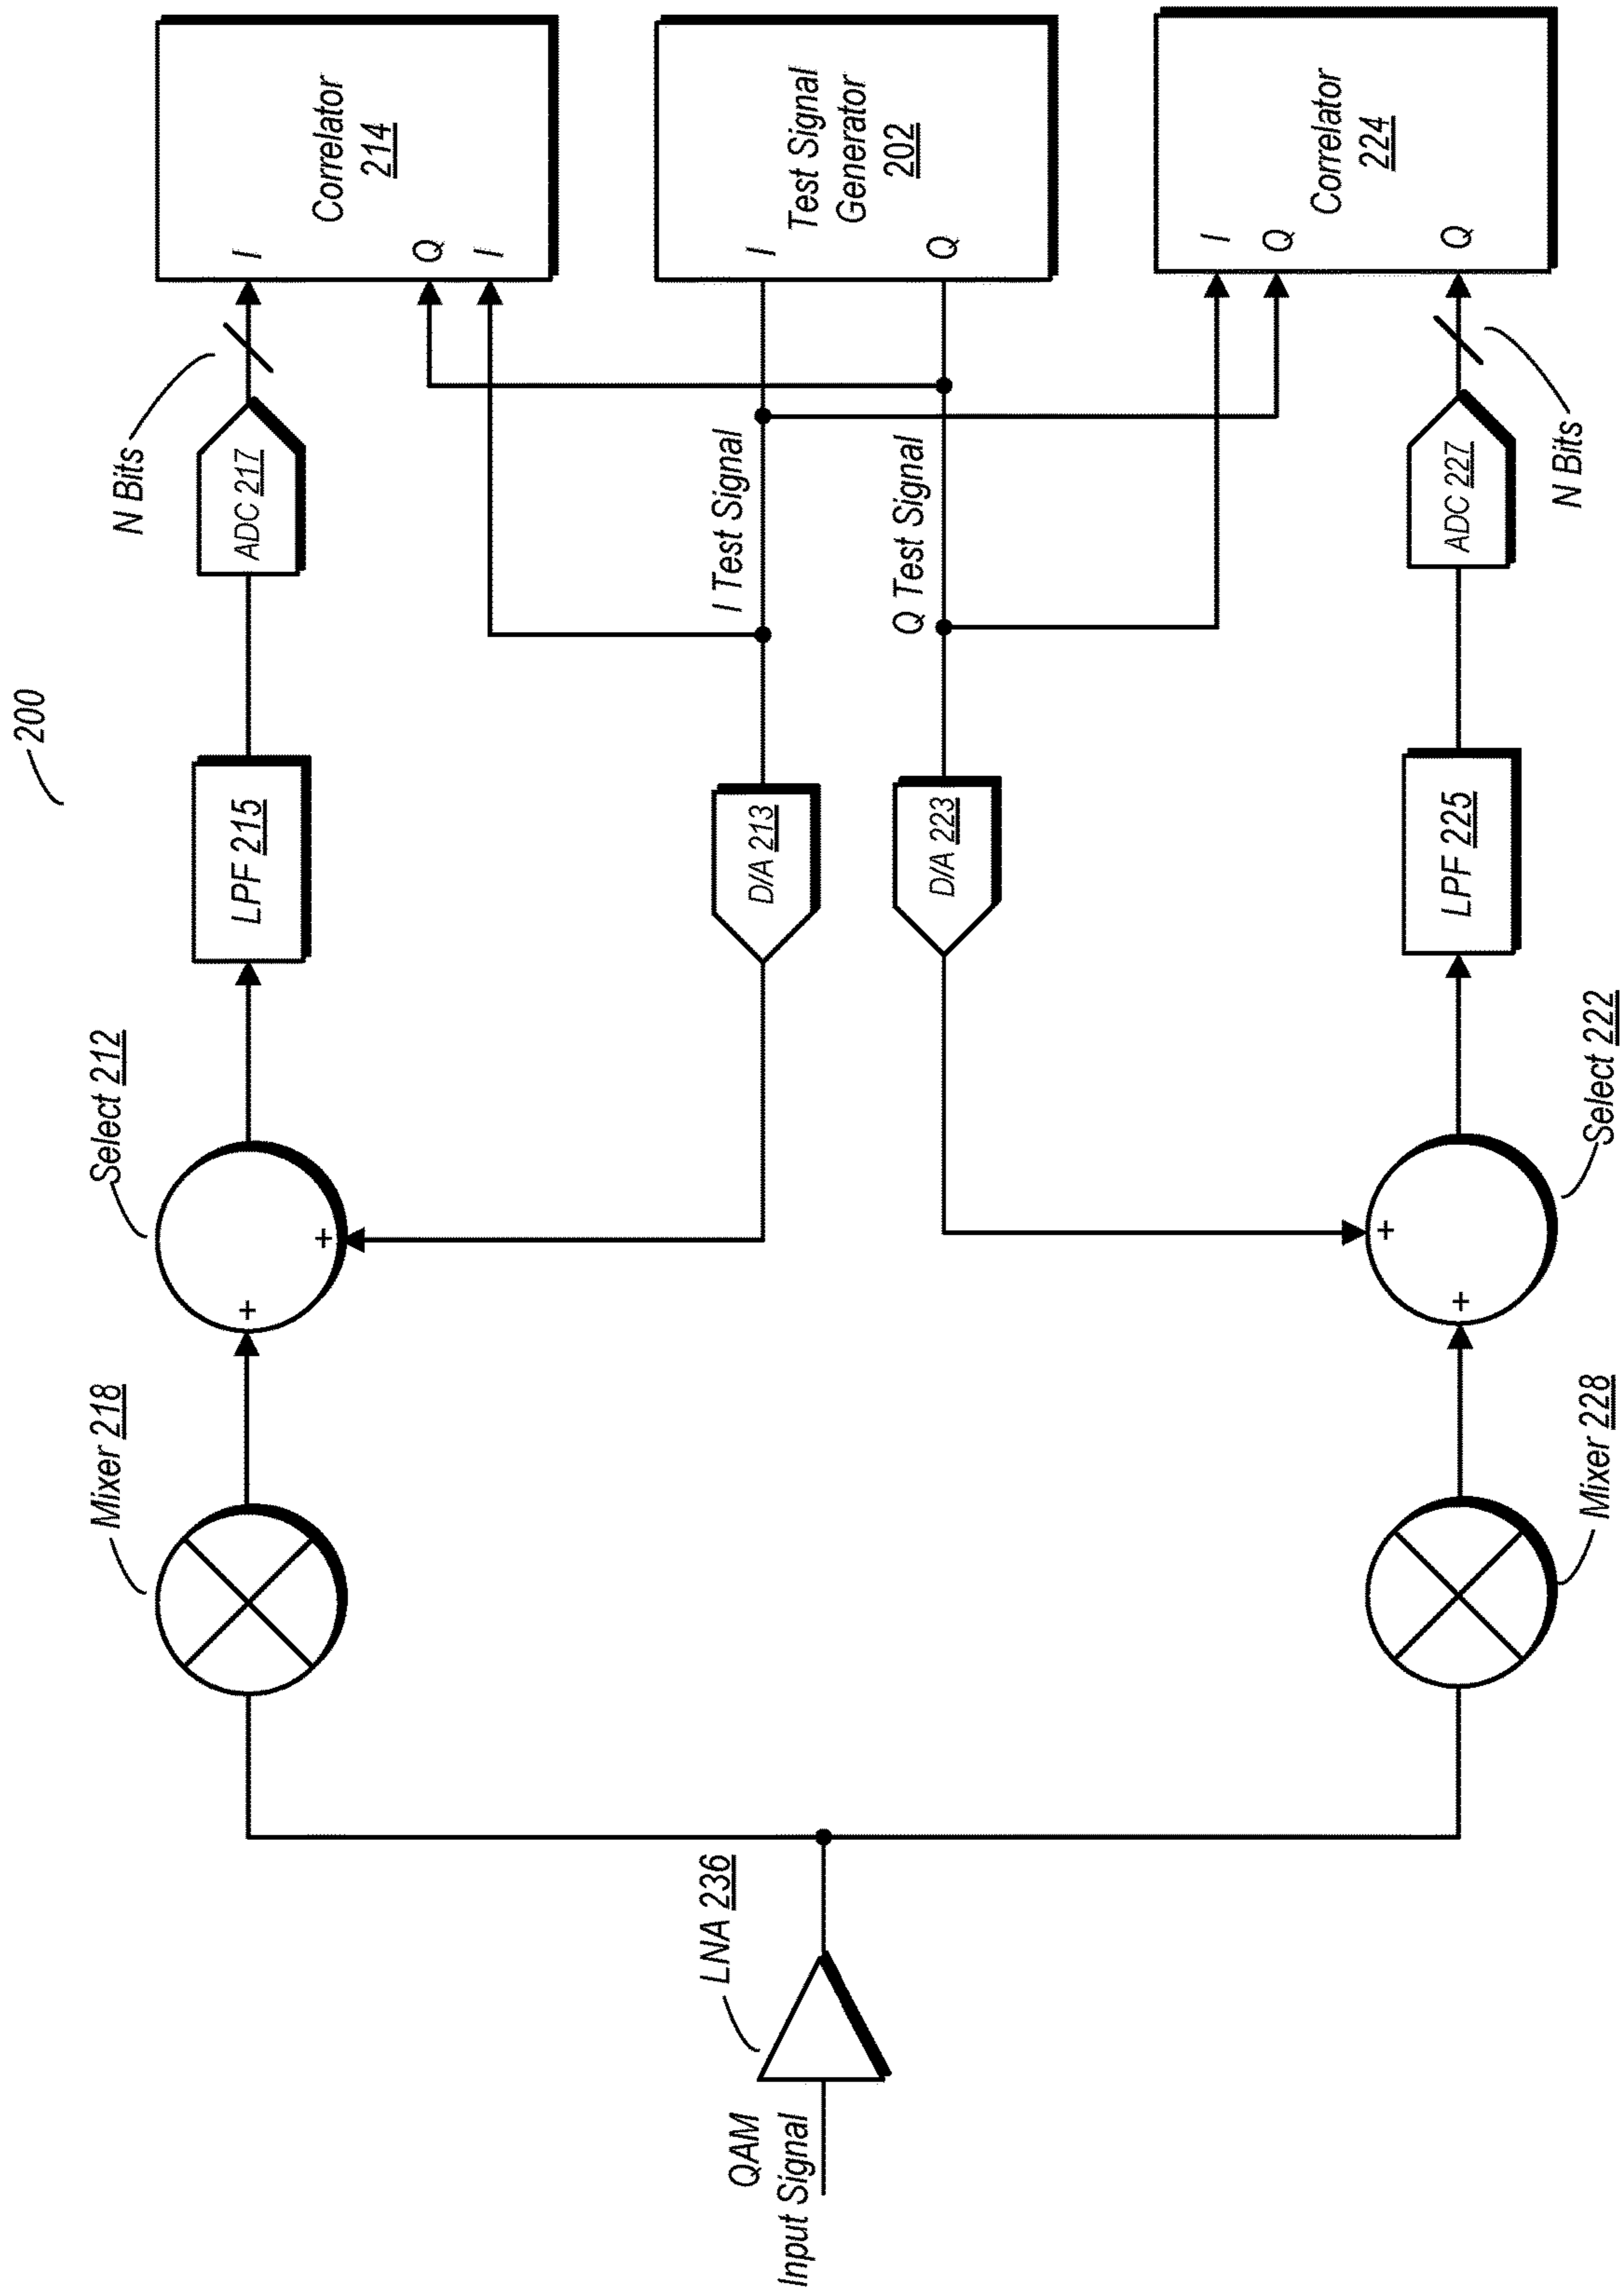 200
N Bits
I
Correlator
214
Q
I
ADC 217
LPF 215
Select 212
+
+
Mixer 218
I Test Signal
I
Test Signal
Generator
202
Q
D/A 213
Q Test Signal
D/A 223
LNA 236
QAM
Input Signal
I
Q
Correlator
224
Q
ADC 227
N Bits
LPF 225
Select 222
+
+
Mixer 228